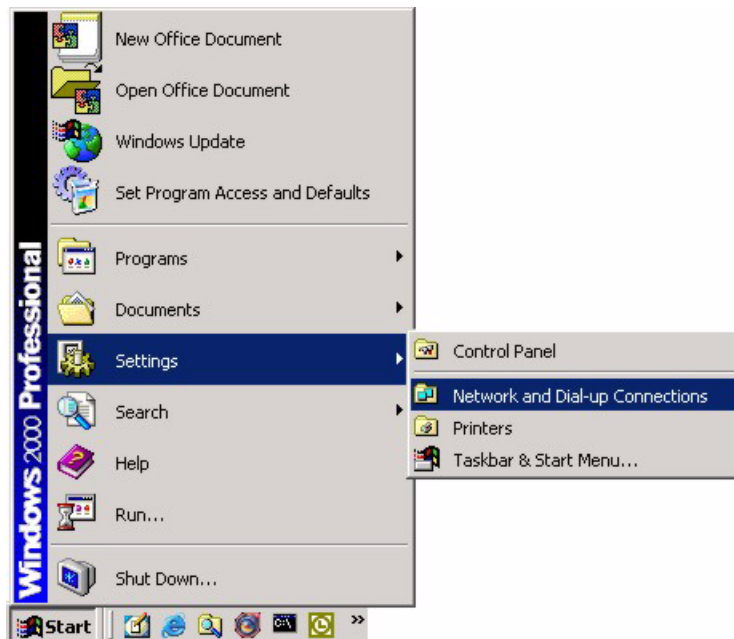 New Office Document
Open Office Document
Windows Update
Set Program Access and Defaults
Programs
Documents
Settings
Search
Help
Run...
Shut Down...
Control Panel
Network and Dial-up Connections
Printers
Taskbar & Start Menu...
Windows 2000 Professional
Start
C:\
»